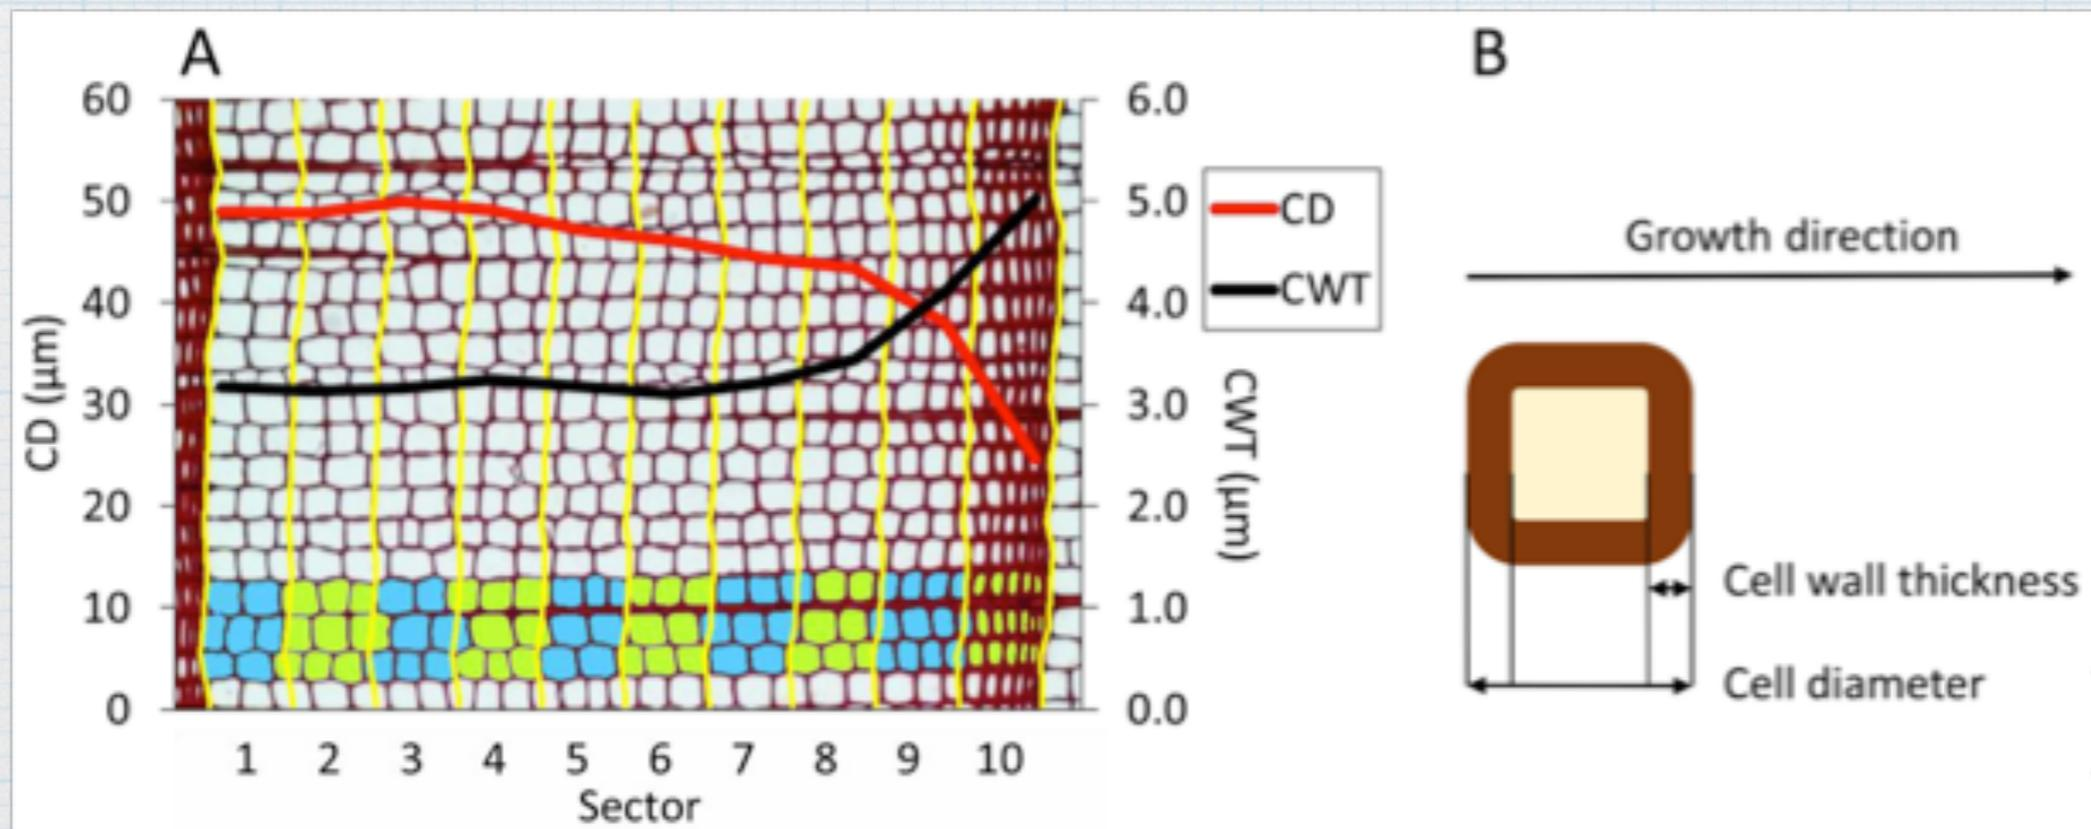 A
60
50
40
30
20
10
0
CD (µm)
6.0
5.0
4.0
3.0
2.0
1.0
0.0
CWT (µm)
1 2 3 4 5 6 7 8 9 10
Sector
CD
CWT
B
Growth direction
Cell wall thickness
Cell diameter